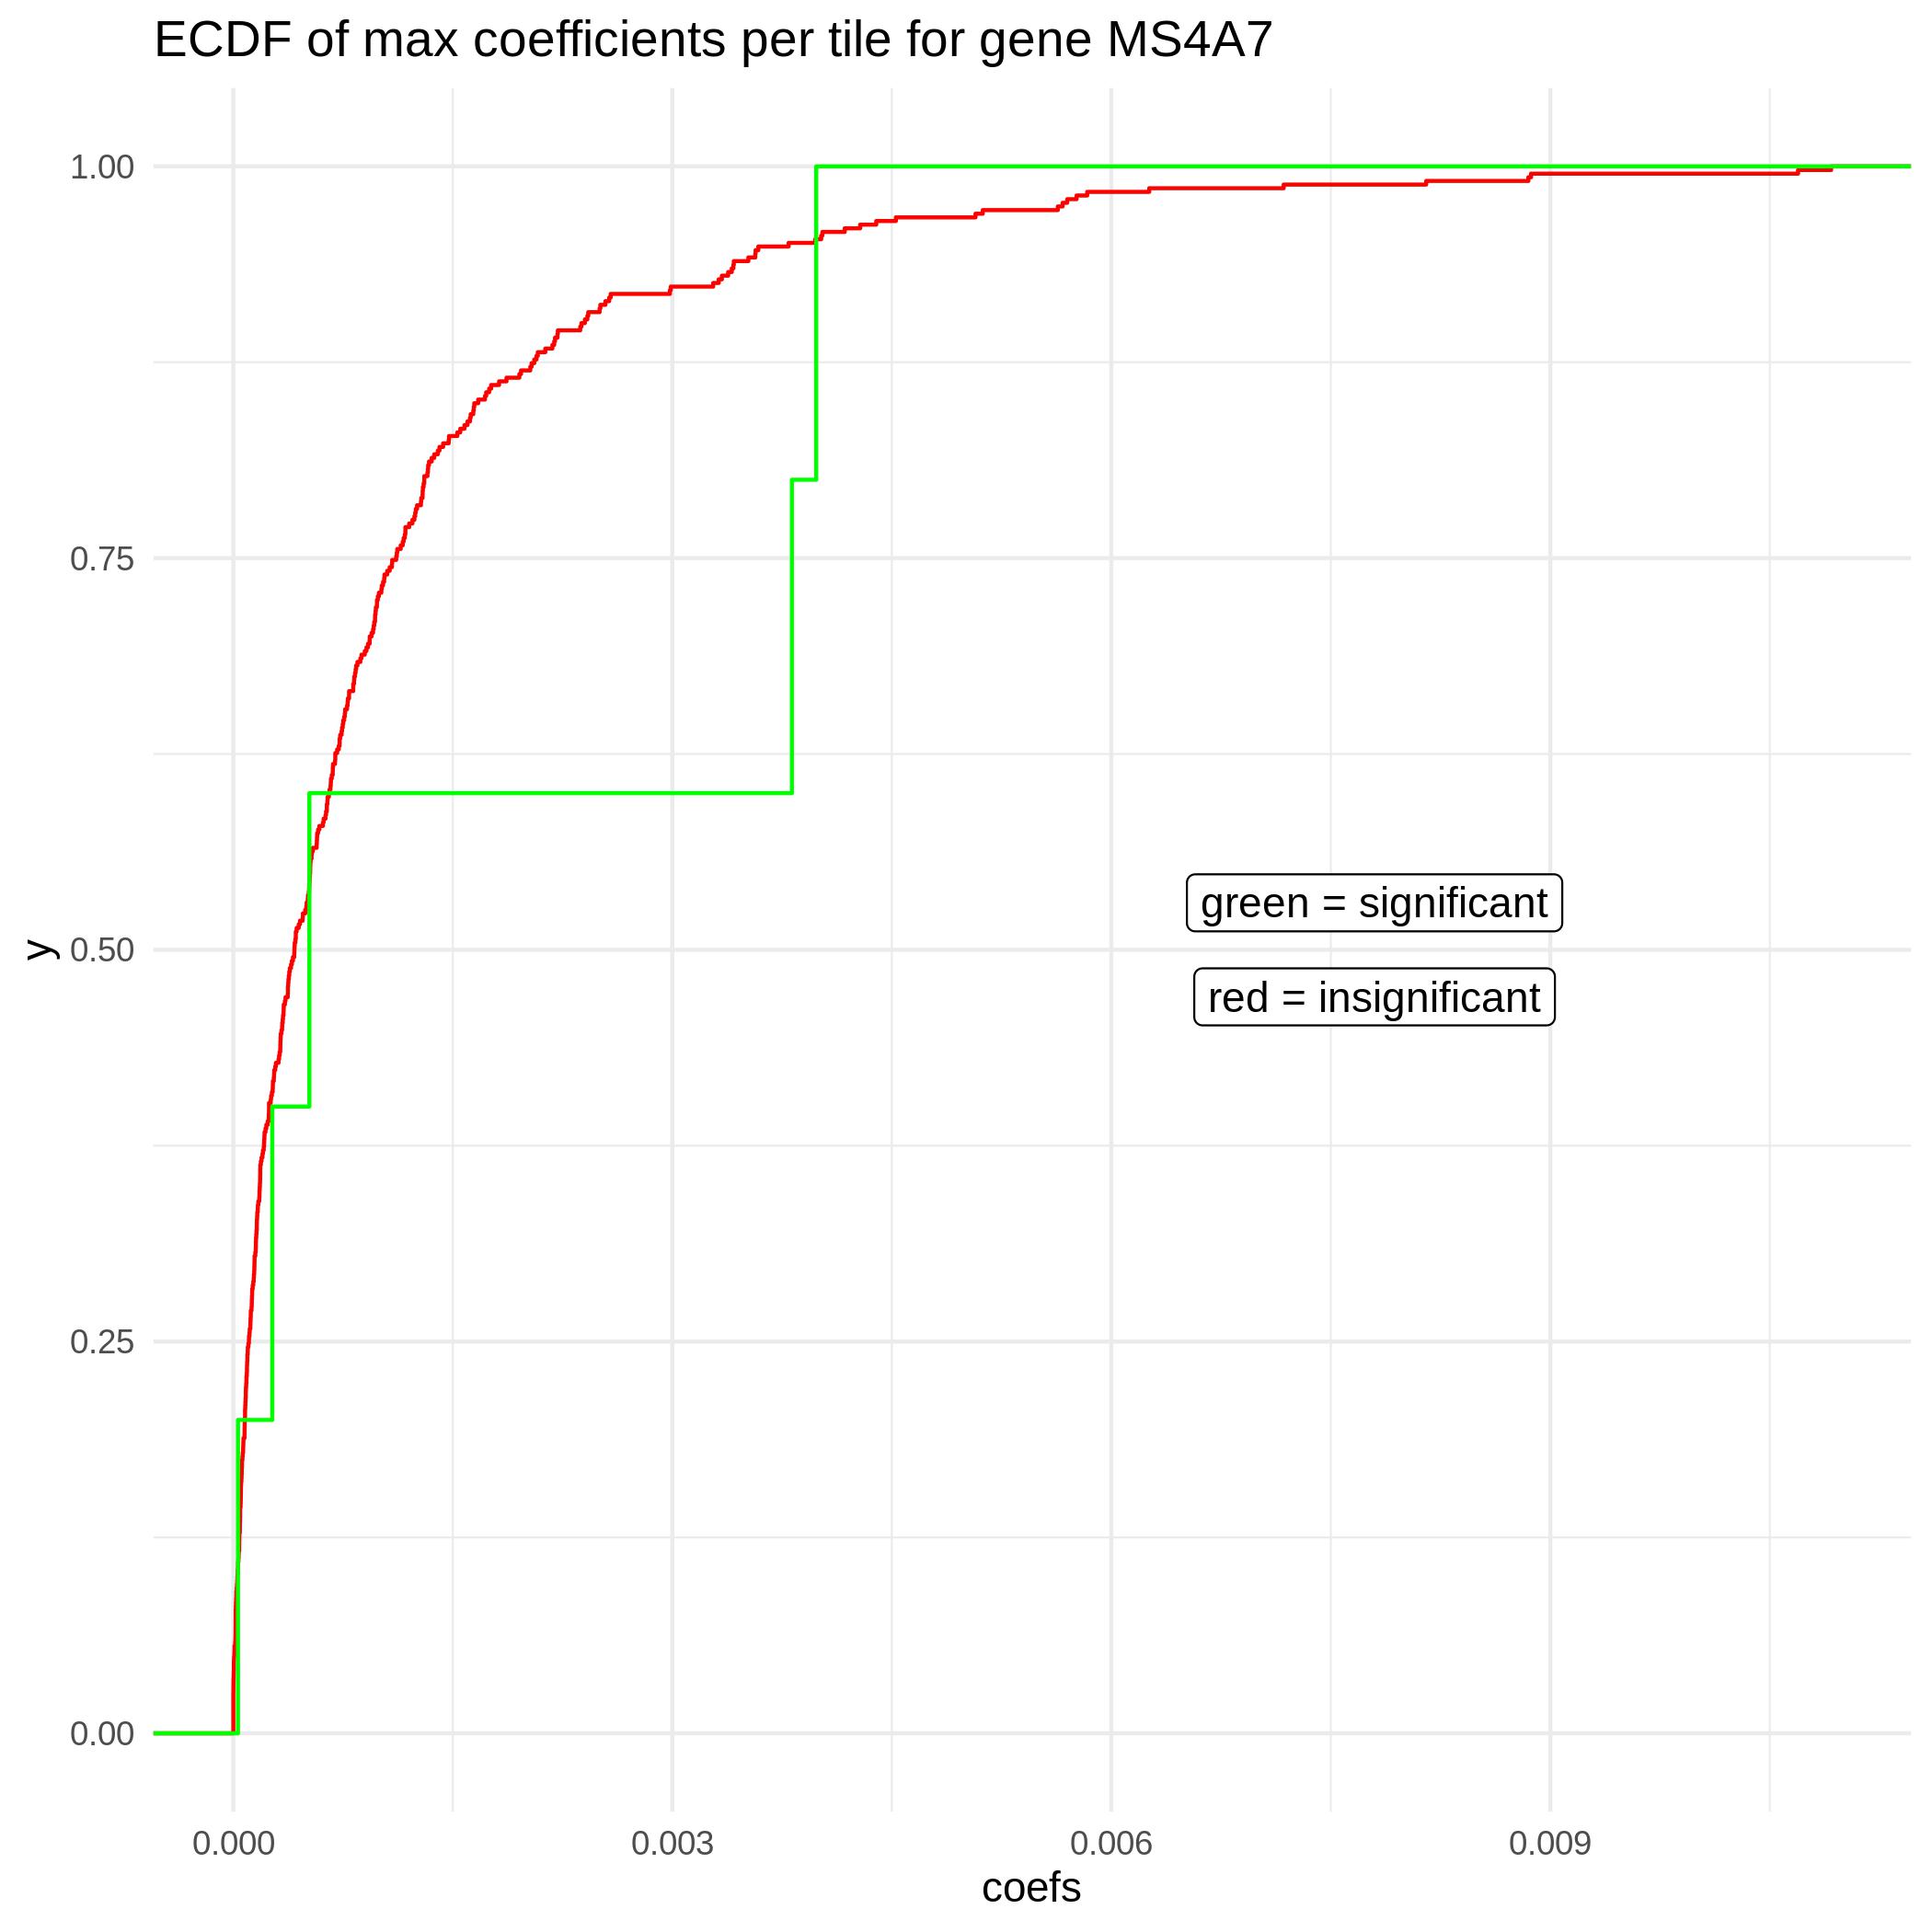 ECDF of max coefficients per tile for gene MS4A7
1.00
0.75
0.50
0.25
0.00
y
green = significant
red = insignificant
0.000
0.003
0.006
0.009
coefs